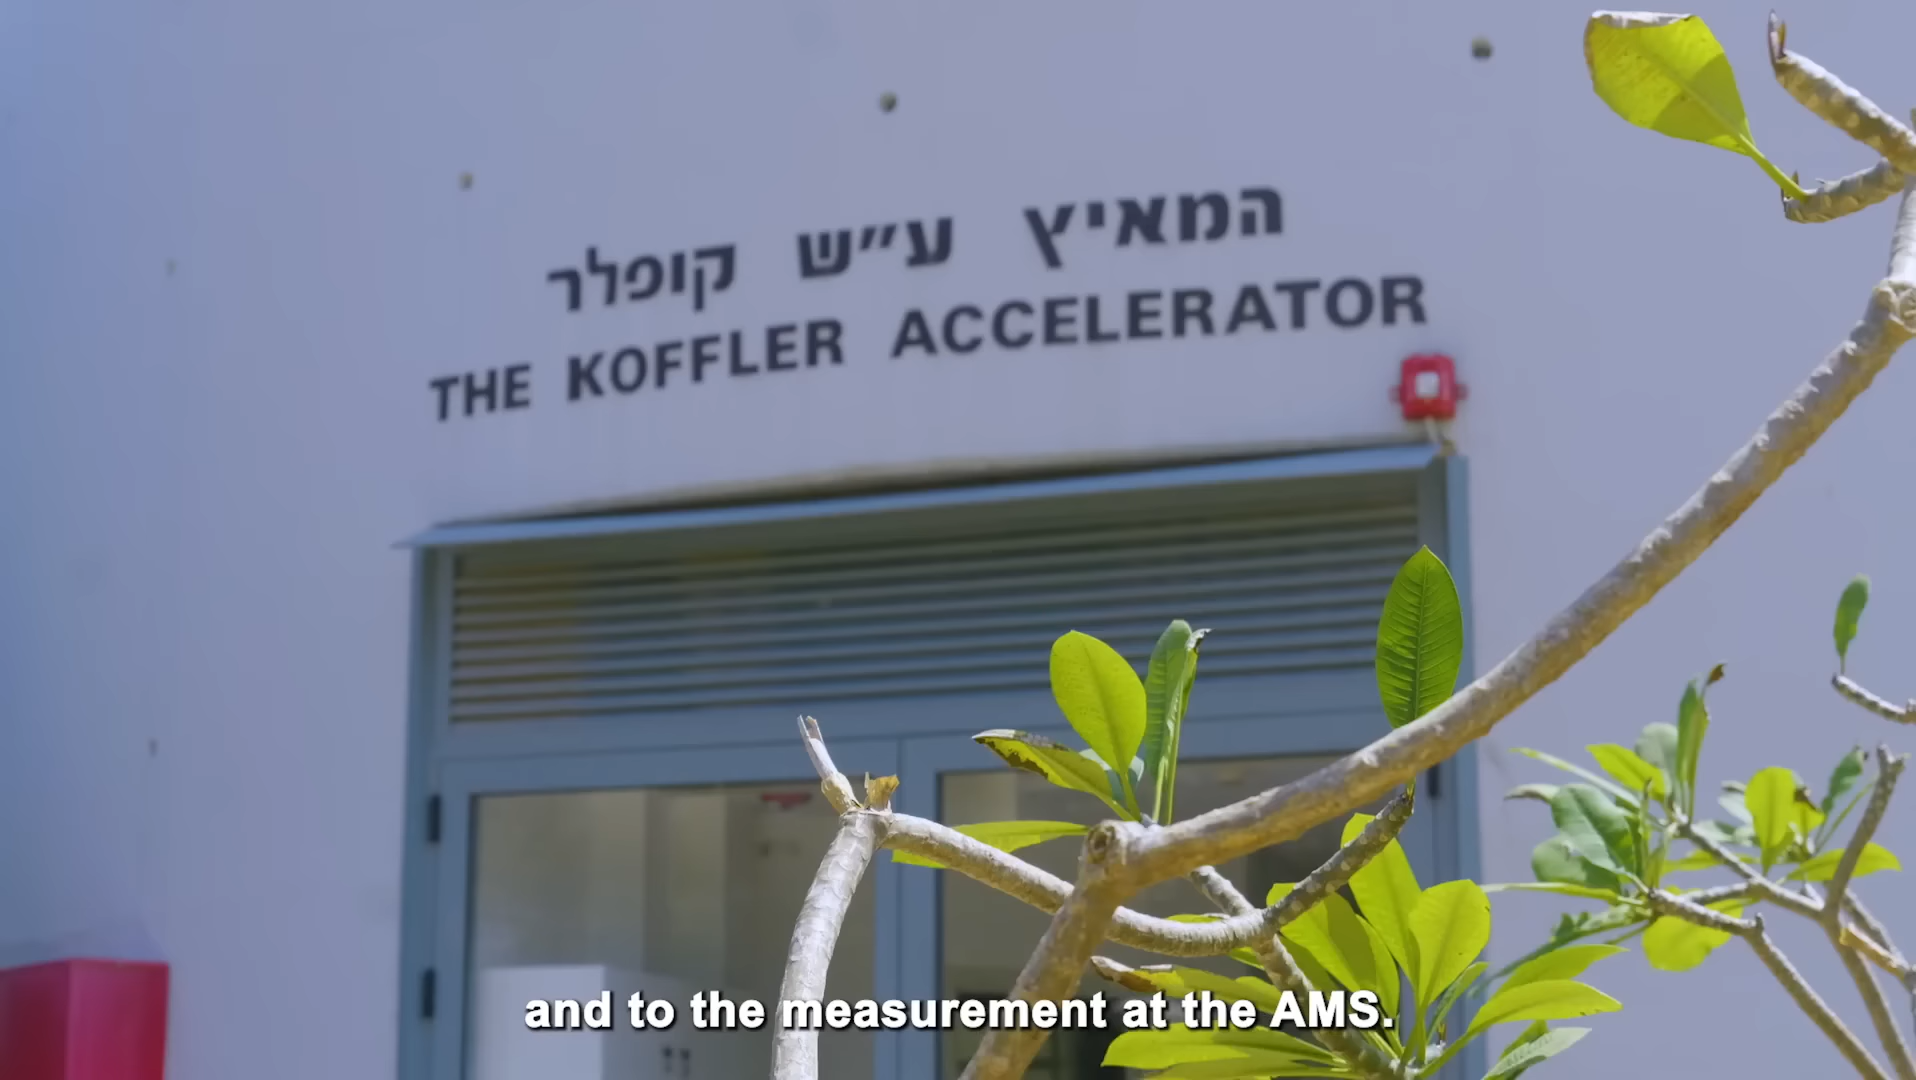 המאיץ ע״ש קופלר
THE KOFFLER ACCELERATOR
and to the measurement at the AMS.